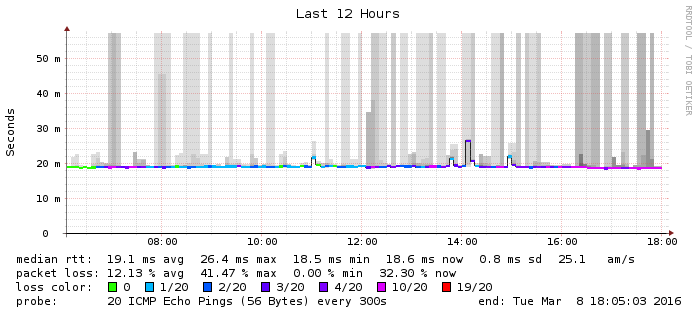 Last 12 Hours
RRDTOOL / TOBI OETIKER
Seconds
50 m
40 m
30 m
20 m
10 m
0
08:00 10:00 12:00 14:00 16:00 18:00
median rtt: 19.1 ms avg 26.4 ms max 18.5 ms min 18.6 ms now 0.8 ms sd 25.1 am/s
packet loss: 12.13 % avg 41.47 % max 0.00 % min 32.30 % now
loss color: 0 1/20 2/20 3/20 4/20 10/20 19/20
probe: 20 ICMP Echo Pings (56 Bytes) every 300s end: Tue Mar 8 18:05:03 2016